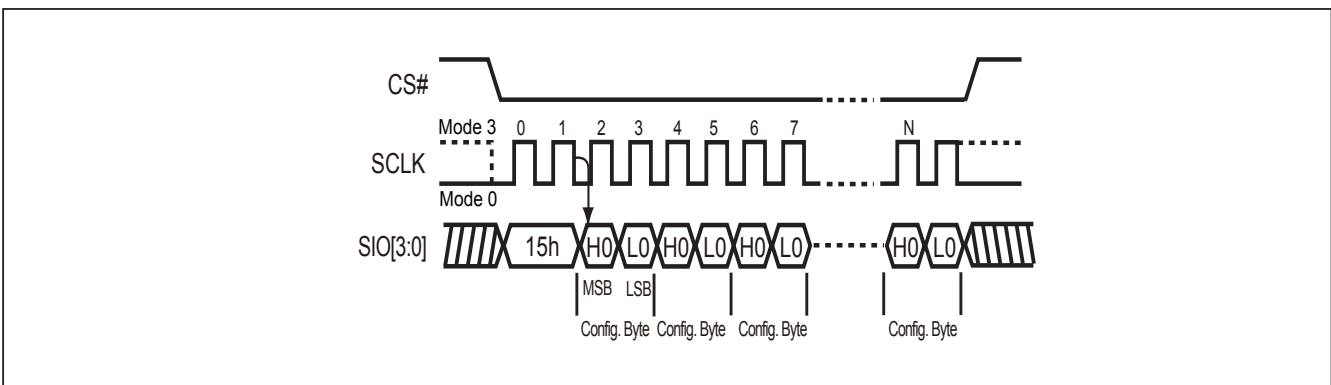 CS#
Mode 3 0 1 2 3 4 5 6 7 N
SCLK
Mode 0
SIO[3:0] 15h H0 L0 H0 L0 H0 L0 H0 L0
MSB LSB
Config. Byte Config. Byte Config. Byte Config. Byte